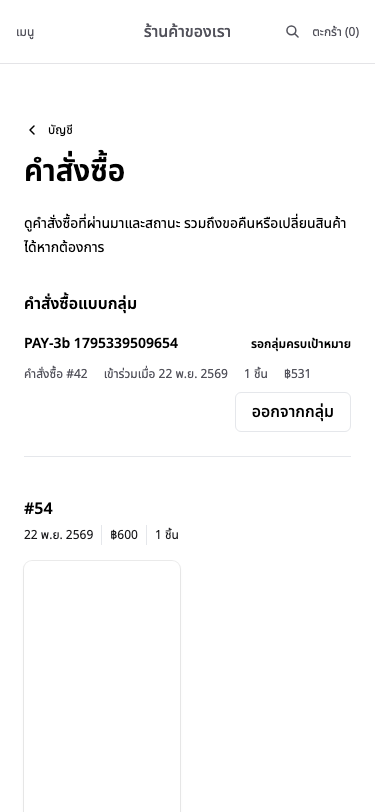 เมนู
ร้านค้าของเรา
ตะกร้า (0)
บัญชี
คำสั่งซื้อ
ดูคำสั่งซื้อที่ผ่านมาและสถานะ รวมถึงขอคืนหรือเปลี่ยนสินค้า
ได้หากต้องการ
คำสั่งซื้อแบบกลุ่ม
PAY-3b 1795339509654
รอกลุ่มครบเป้าหมาย
คำสั่งซื้อ #42 เข้าร่วมเมื่อ 22 พ.ย. 2569 1 ชิ้น ฿531
ออกจากกลุ่ม
#54
22 พ.ย. 2569 ฿600 1 ชิ้น